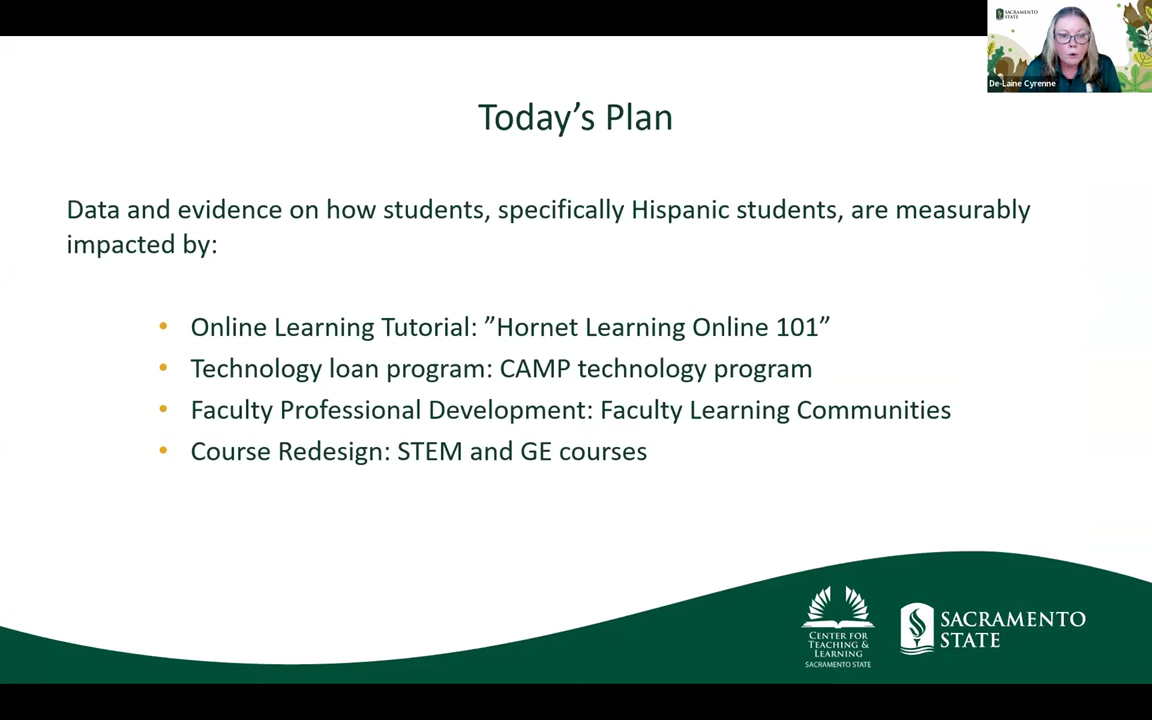 SACRAMENTO
STATE
De-Laine Cyrenne
Today’s Plan
Data and evidence on how students, specifically Hispanic students, are measurably
impacted by:
• Online Learning Tutorial: ”Hornet Learning Online 101”
• Technology loan program: CAMP technology program
• Faculty Professional Development: Faculty Learning Communities
• Course Redesign: STEM and GE courses
CENTER FOR
TEACHING &
LEARNING
SACRAMENTO STATE
SACRAMENTO
STATE